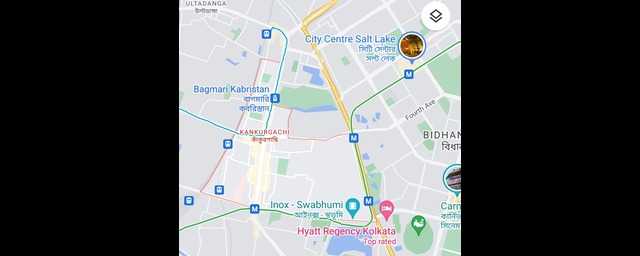 ULTADANGA
উল্টাডাঙ্গা
City Centre Salt Lake
সিটি সেন্টার
সল্ট লেক
M
Bagmari Kabristan
বাগমারি
কবরিস্তান
Fourth Ave
KANKURGACHI
কাঁকুরগাছি
M
BIDHAN
বিধান
M
Inox - Swabhumi
আইনক্স - স্বভূমি
M
Carn
কার্নিভ
সিনেমা
Hyatt Regency Kolkata
Top rated